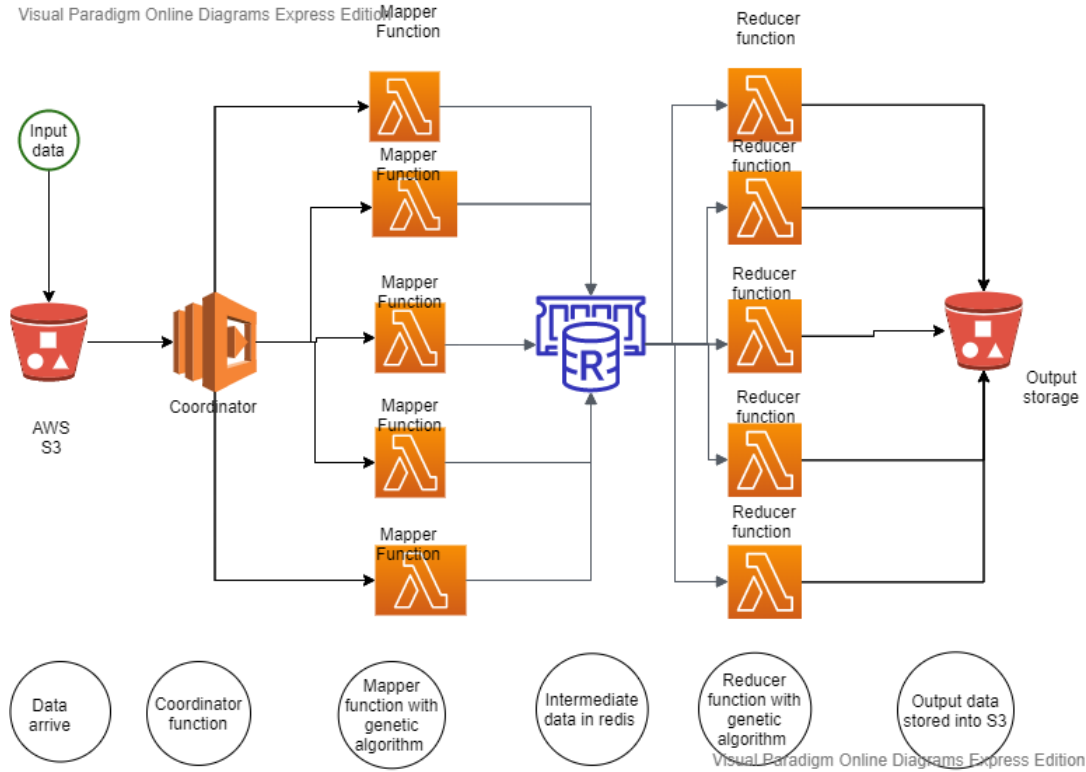 Visual Paradigm Online Diagrams Express Edition
Mapper
Function
Reducer
function
Input
data
Mapper
Function
Reducer
function
Mapper
Function
Reducer
function
R
Coordinator
AWS
S3
Mapper
Function
Reducer
function
Output
storage
Mapper
Function
Reducer
function
Data
arrive
Coordinator
function
Mapper
function with
genetic
algorithm
Intermediate
data in redis
Reducer
function with
genetic
algorithm
Output data
stored into S3
Visual Paradigm Online Diagrams Express Edition